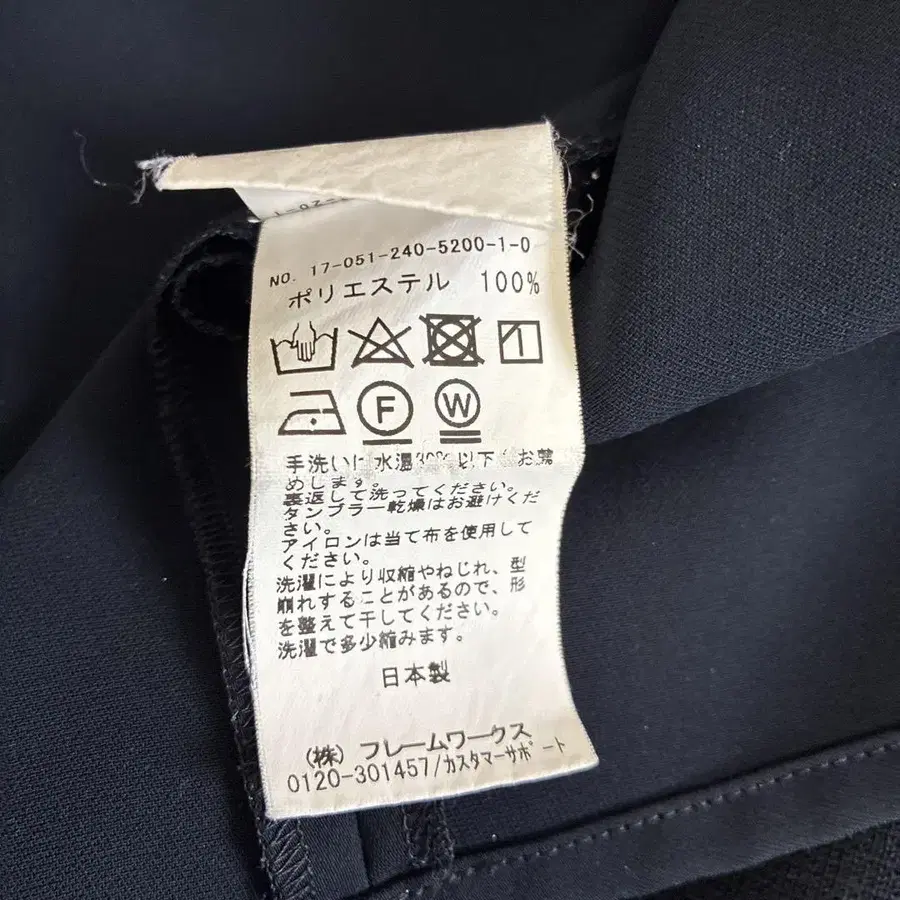 NO. 17-051-240-5200-1-0
ポリエステル 100%
F W
手洗いは水温30℃以下でお薦
めします。
裏返して洗ってください。
タンブラー乾燥はお避けくだ
さい。
アイロンは当て布を使用して
ください。
洗濯により収縮やねじれ、型
崩れすることがあるので、形
を整えて干してください。
洗濯で多少縮みます。
日本製
(株) フレームワークス
0120-301457/カスタマーサポート